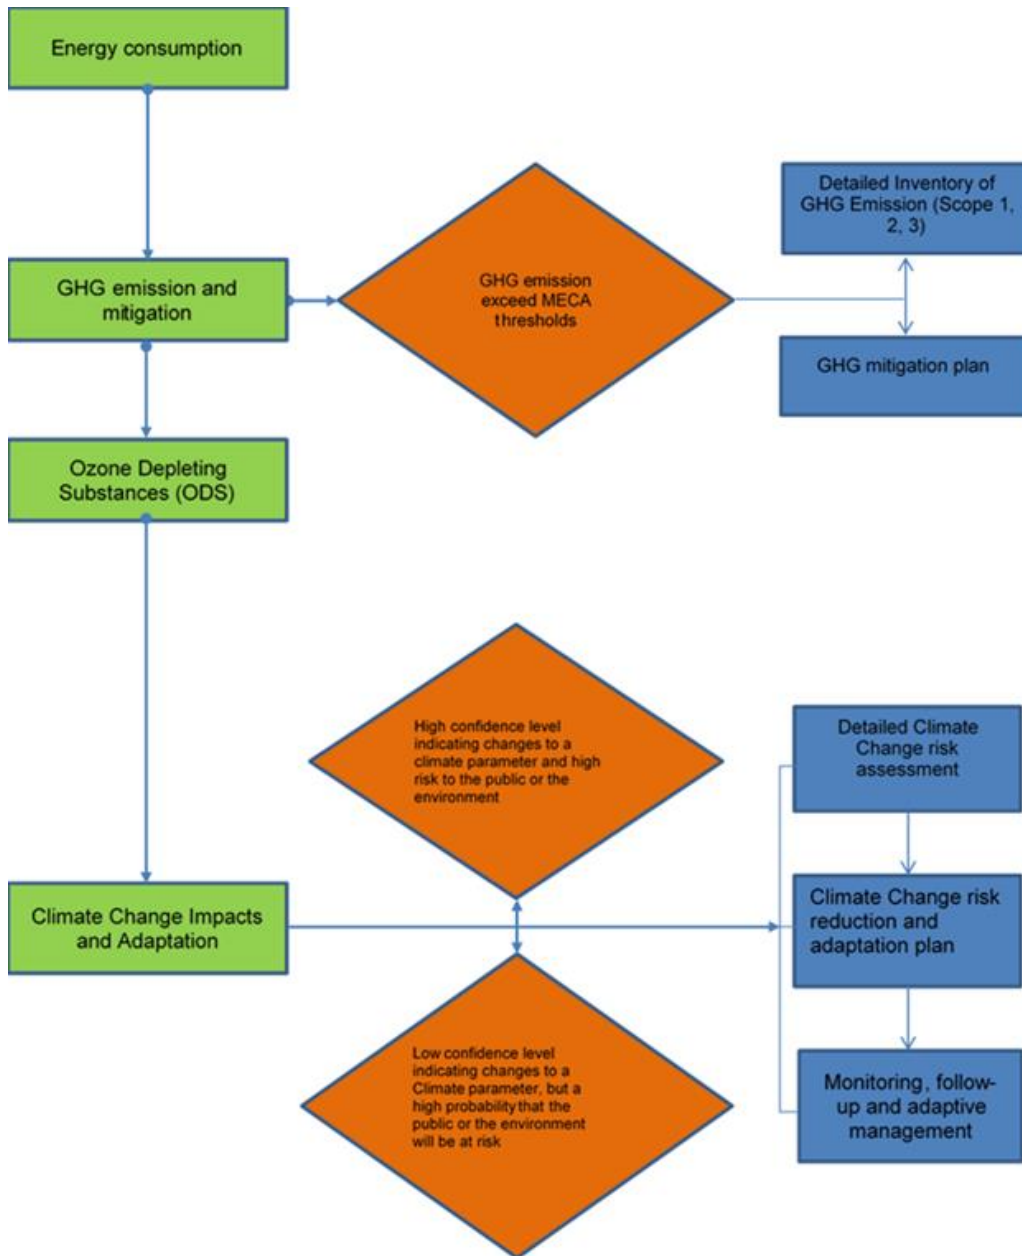 Energy consumption
GHG emission and
mitigation
GHG emission
exceed MECA
thresholds
Detailed Inventory of
GHG Emission (Scope 1,
2, 3)
GHG mitigation plan
Ozone Depleting
Substances (ODS)
High confidence level
indicating changes to a
climate parameter and high
risk to the public or the
environment
Detailed Climate
Change risk
assessment
Climate Change Impacts
and Adaptation
Climate Change risk
reduction and
adaptation plan
Low confidence level
indicating changes to a
Climate parameter, but a
high probability that the
public or the environment
will be at risk
Monitoring, follow-
up and adaptive
management